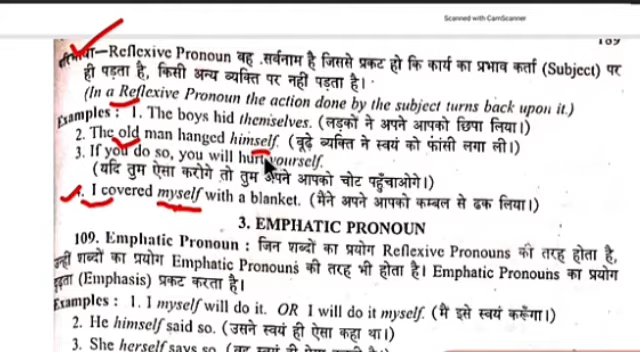 Scanned with CamScanner
109
परिभाषा—Reflexive Pronoun वह सर्वनाम है जिससे प्रकट हो कि कार्य का प्रभाव कर्ता (Subject) पर
ही पड़ता है, किसी अन्य व्यक्ति पर नहीं पड़ता है।
(In a Reflexive Pronoun the action done by the subject turns back upon it.)
Examples : 1. The boys hid themselves. (लड़कों ने अपने आपको छिपा लिया।)
2. The old man hanged himself. (बूढ़े व्यक्ति ने स्वयं को फांसी लगा ली।)
3. If you do so, you will hurt yourself.
(यदि तुम ऐसा करोगे तो तुम अपने आपको चोट पहुँचाओगे।)
4. I covered myself with a blanket. (मैंने अपने आपको कम्बल से ढक लिया।)
3. EMPHATIC PRONOUN
109. Emphatic Pronoun : जिन शब्दों का प्रयोग Reflexive Pronouns की तरह होता है,
उन्हीं शब्दों का प्रयोग Emphatic Pronouns की तरह भी होता है। Emphatic Pronouns का प्रयोग
दृढ़ता (Emphasis) प्रकट करता है।
Examples : 1. I myself will do it. OR I will do it myself. (मैं इसे स्वयं करूँगा।)
2. He himself said so. (उसने स्वयं ही ऐसा कहा था।)
3. She herself says so. (वह स्वयं ही ऐसा